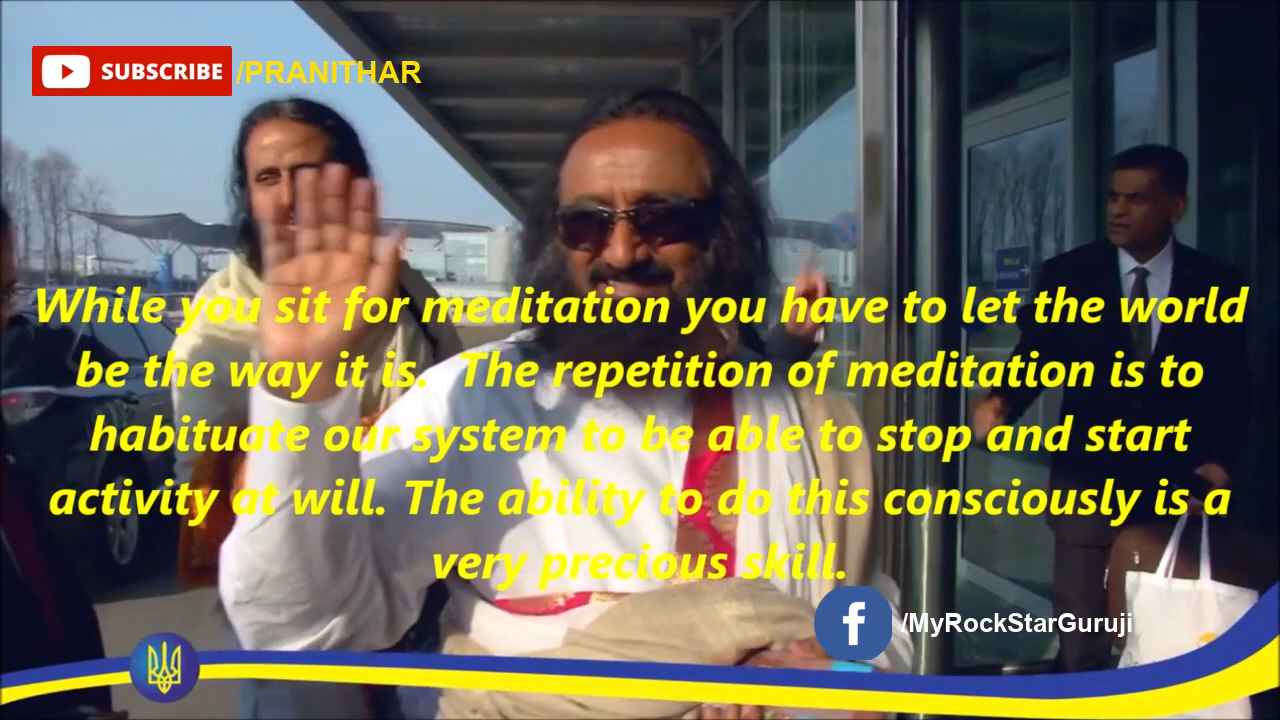 SUBSCRIBE /PRANITHAR
While you sit for meditation you have to let the world
be the way it is. The repetition of meditation is to
habituate our system to be able to stop and start
activity at will. The ability to do this consciously is a
very precious skill.
f /MyRockStarGuruji